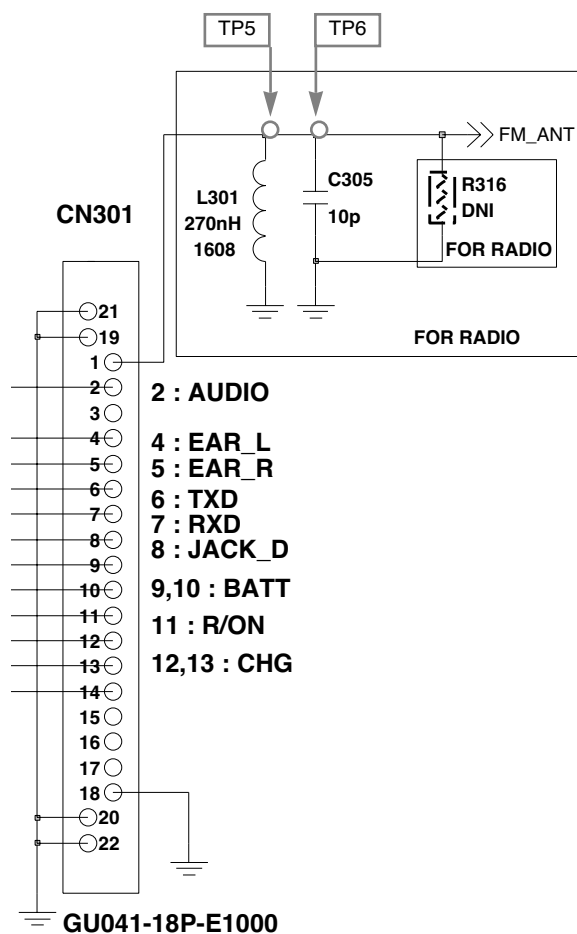 TP5
TP6
FM_ANT
L301
270nH
1608
C305
10p
R316
DNI
FOR RADIO
FOR RADIO
CN301
21
19
1
2
3
4
5
6
7
8
9
10
11
12
13
14
15
16
17
18
20
22
2 : AUDIO
4 : EAR_L
5 : EAR_R
6 : TXD
7 : RXD
8 : JACK_D
9,10 : BATT
11 : R/ON
12,13 : CHG
GU041-18P-E1000